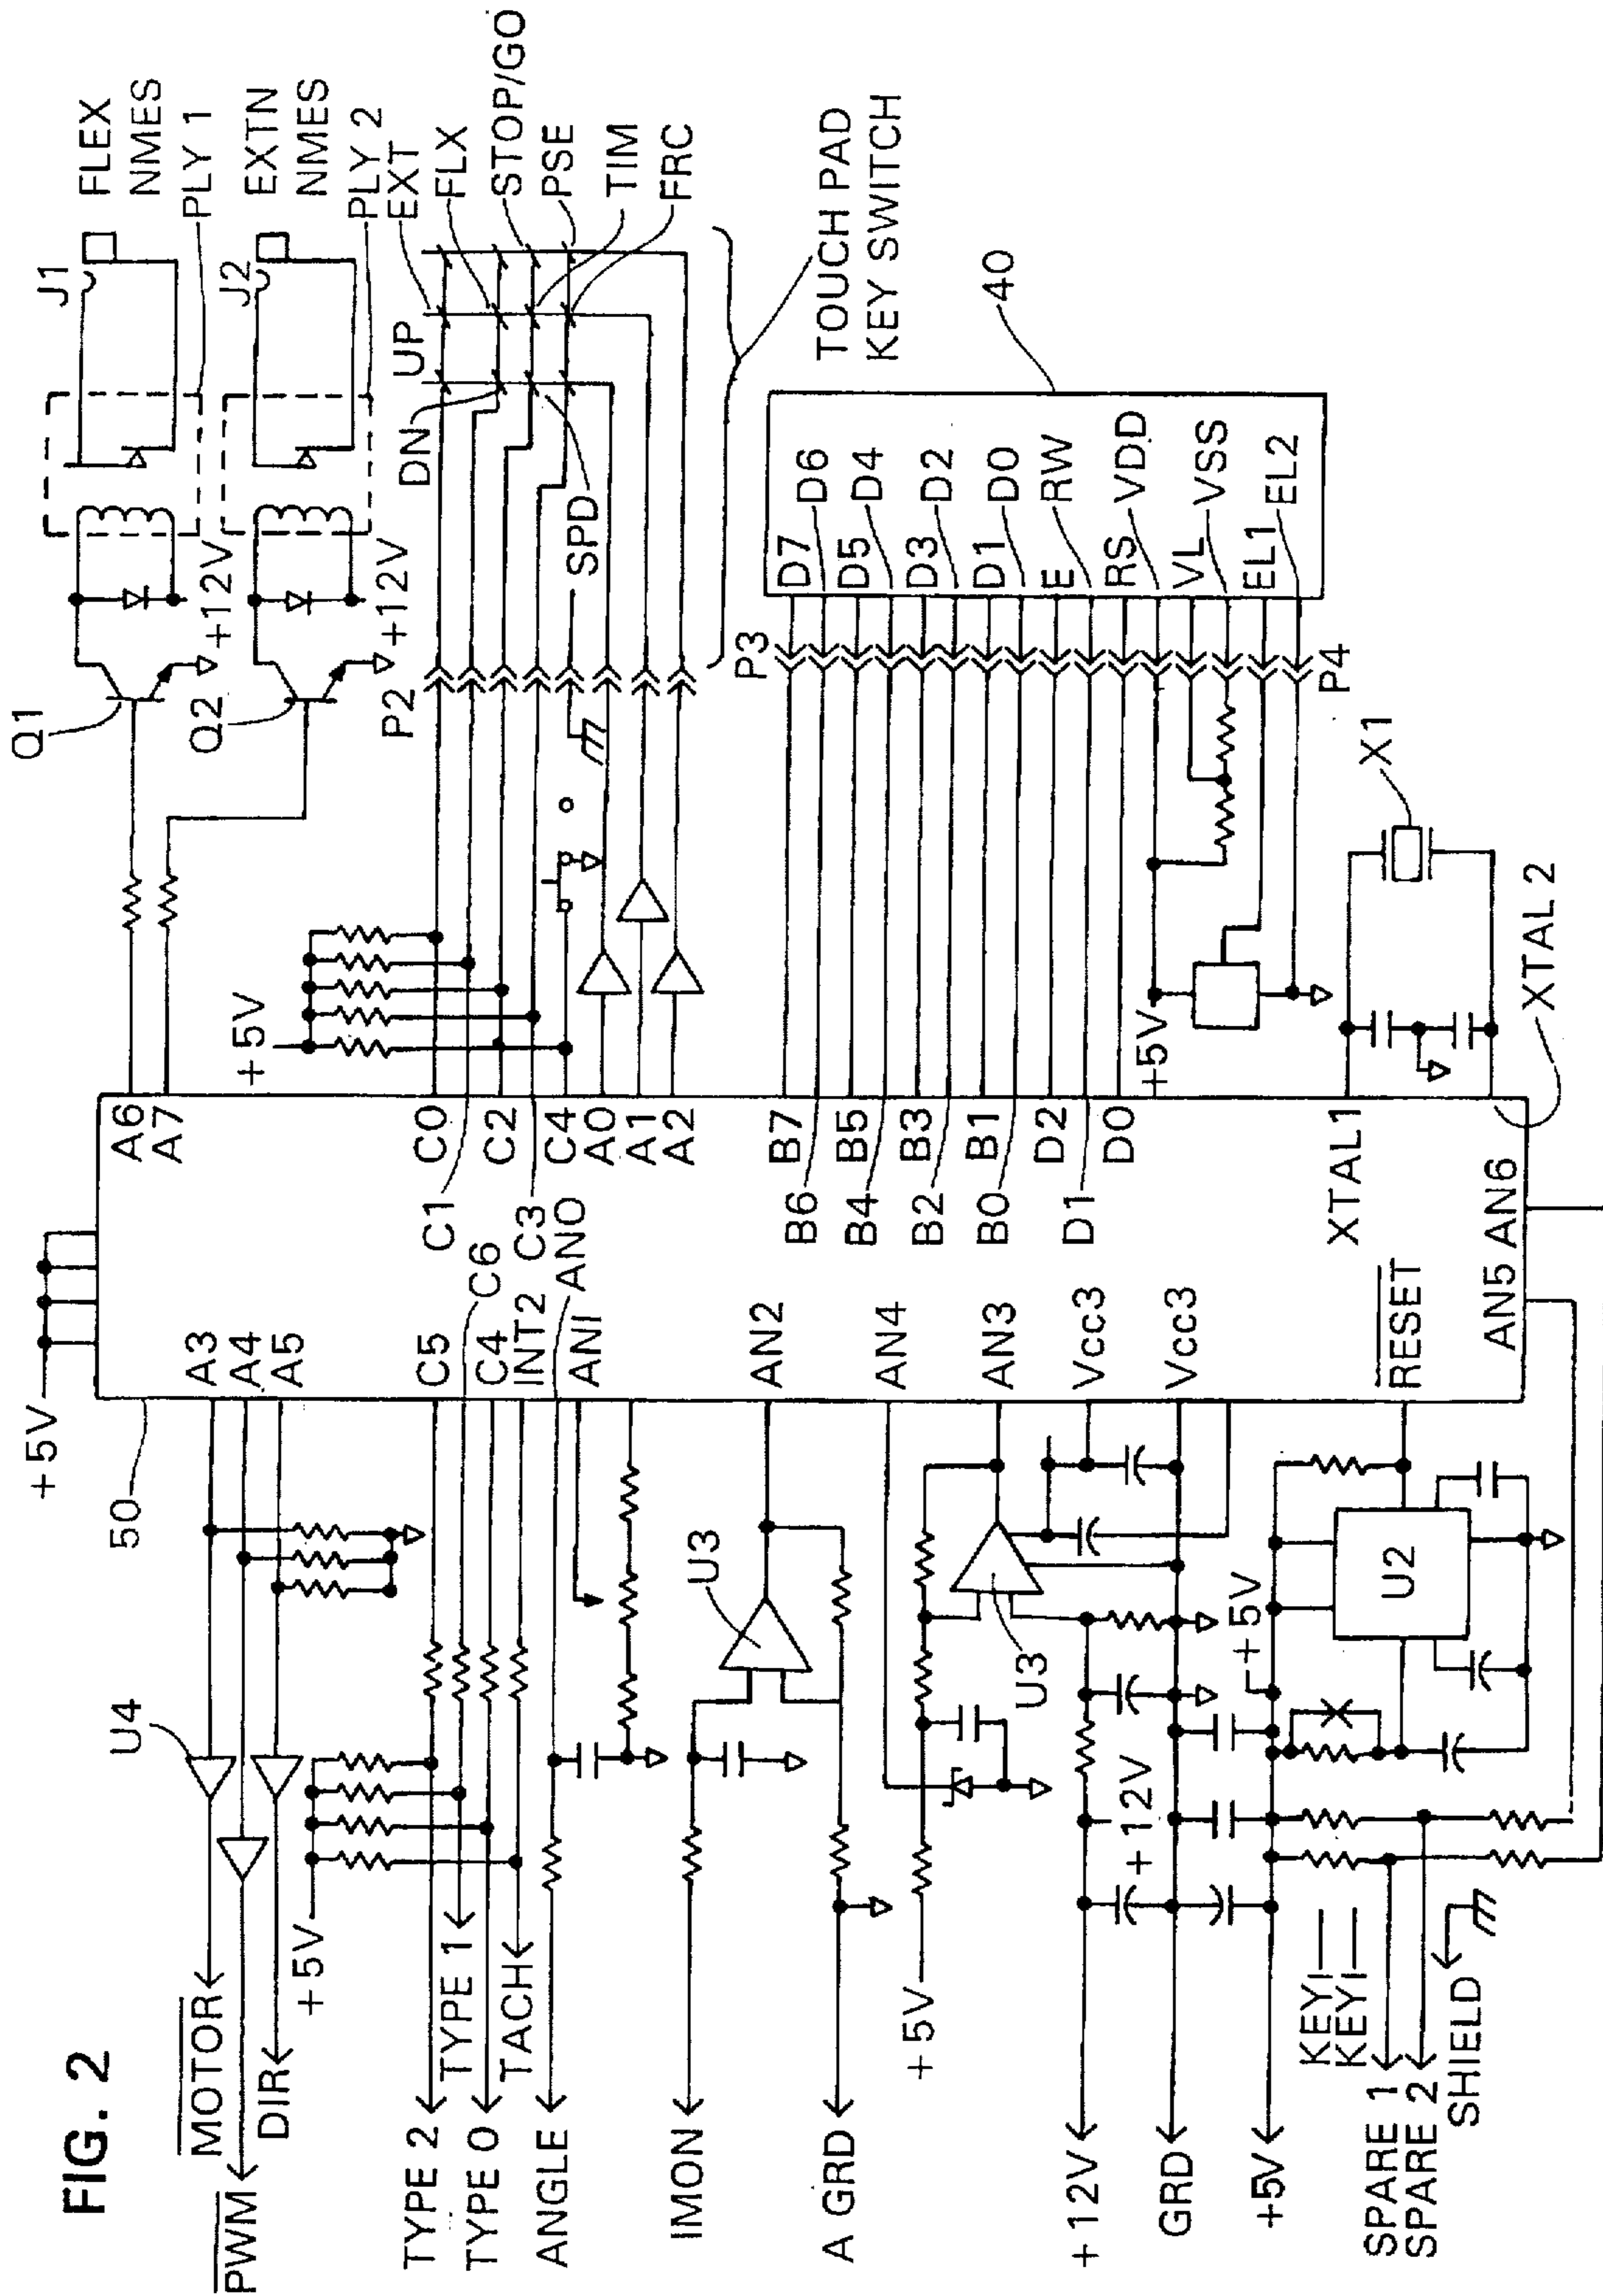 FIG. 2
+5V
50
A3
A4
A5
U4
MOTOR
PWM
DIR
+5V
C5
C6
C4
INT2
ANO
ANI
TYPE 2
TYPE 1
TYPE 0
TACH
ANGLE
AN2
U3
IMON
A GRD
AN4
AN3
U3
+5V
Vcc3
Vcc3
+12V
+12V
GRD
+5V
+5V
RESET
U2
KEY
KEY
SPARE 1
SPARE 2
SHIELD
AN5
AN6
A6
A7
Q1
Q2
+12V
+12V
J1
J2
FLEX
NMES
PLY 1
EXTN
NMES
PLY 2
+5V
C0
C1
C2
C3
C4
A0
A1
A2
P2
DN
UP
EXT
FLX
STOP/GO
PSE
TIM
FRC
SPD
TOUCH PAD
KEY SWITCH
B7
B6
B5
B4
B3
B2
B1
B0
D2
D1
D0
P3
P4
40
D7
D6
D5
D4
D3
D2
D1
D0
E
RW
RS
VDD
VL
VSS
EL1
EL2
+5V
XTAL1
XTAL 2
X1